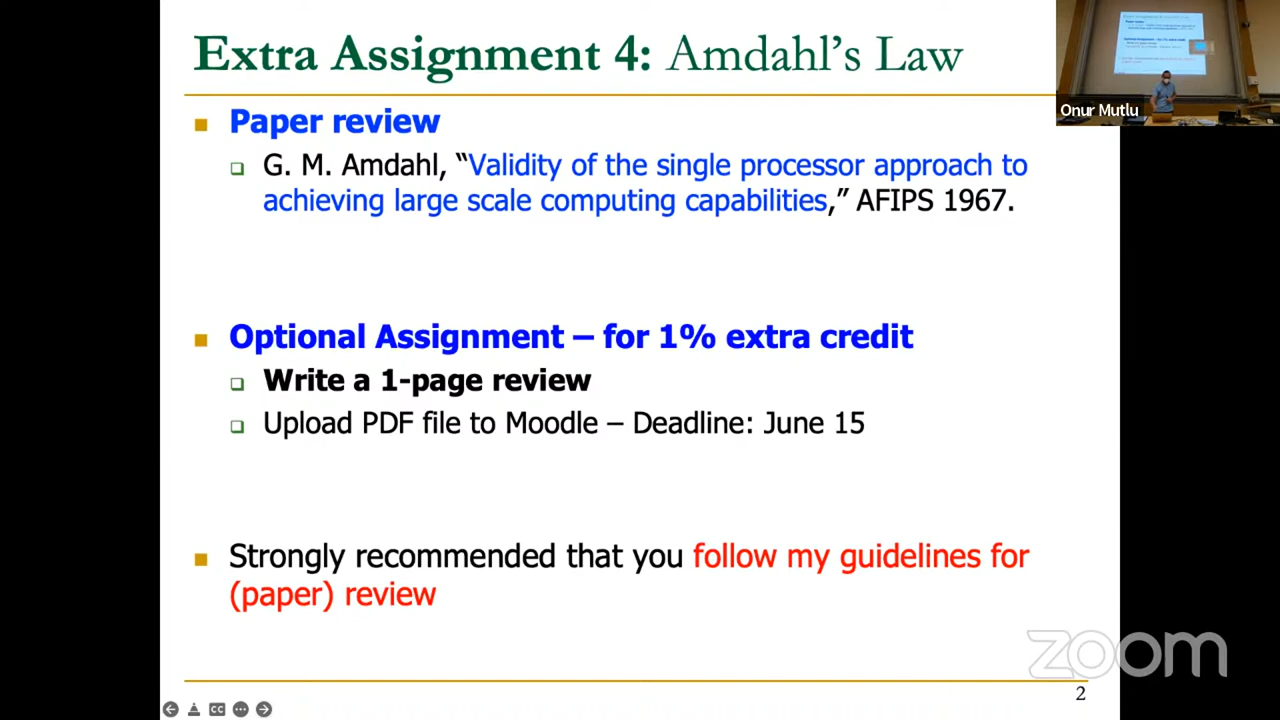 Extra Assignment 4: Amdahl's Law
Paper review
G. M. Amdahl, “Validity of the single processor approach to
achieving large scale computing capabilities,” AFIPS 1967.
Optional Assignment – for 1% extra credit
Write a 1-page review
Upload PDF file to Moodle – Deadline: June 15
Strongly recommended that you follow my guidelines for
(paper) review
2
Onur Mutlu
zoom
CC